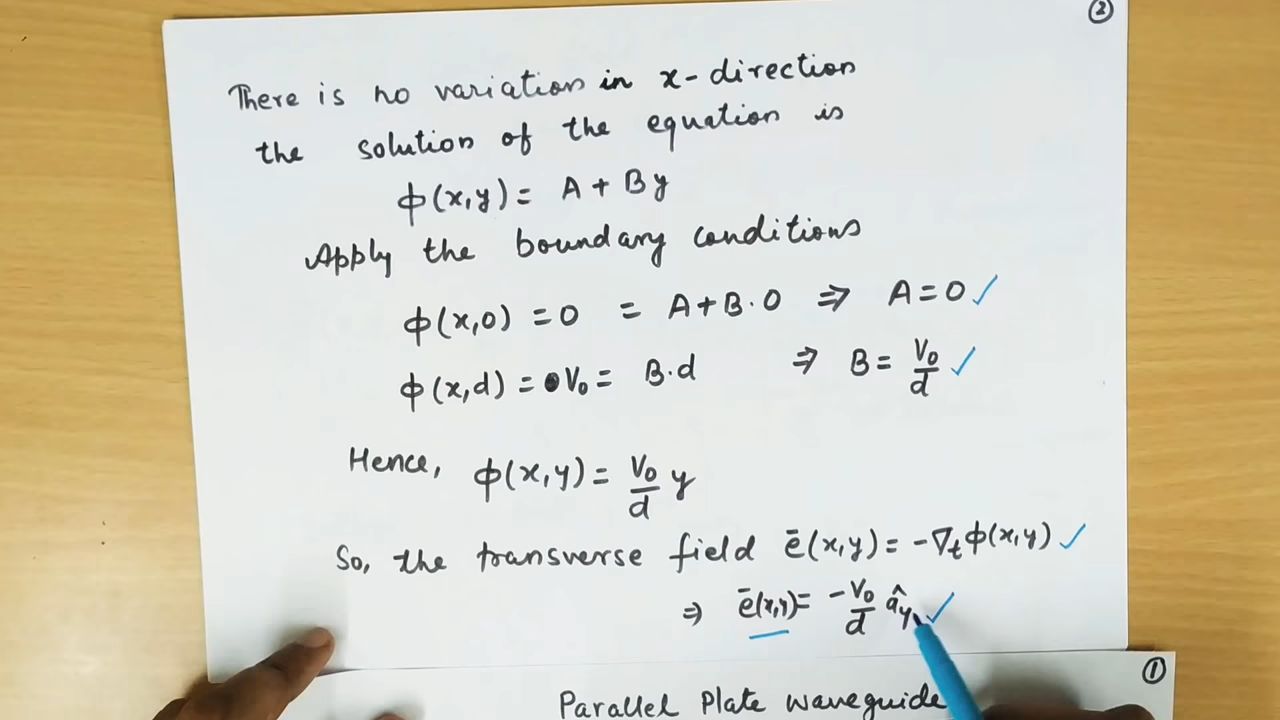 ②
There is no variation in x-direction
the solution of the equation is
ϕ(x,y) = A + By
Apply the boundary conditions
ϕ(x,0) = 0 = A+B.0 ⇒ A=0 ✓
ϕ(x,d) = V₀ = B.d ⇒ B = V₀/d ✓
Hence, ϕ(x,y) = V₀/d y
So, the transverse field ē(x,y) = -∇ₜϕ(x,y) ✓
⇒ ē(x,y) = -V₀/d â_y ✓
①
Parallel Plate waveguide